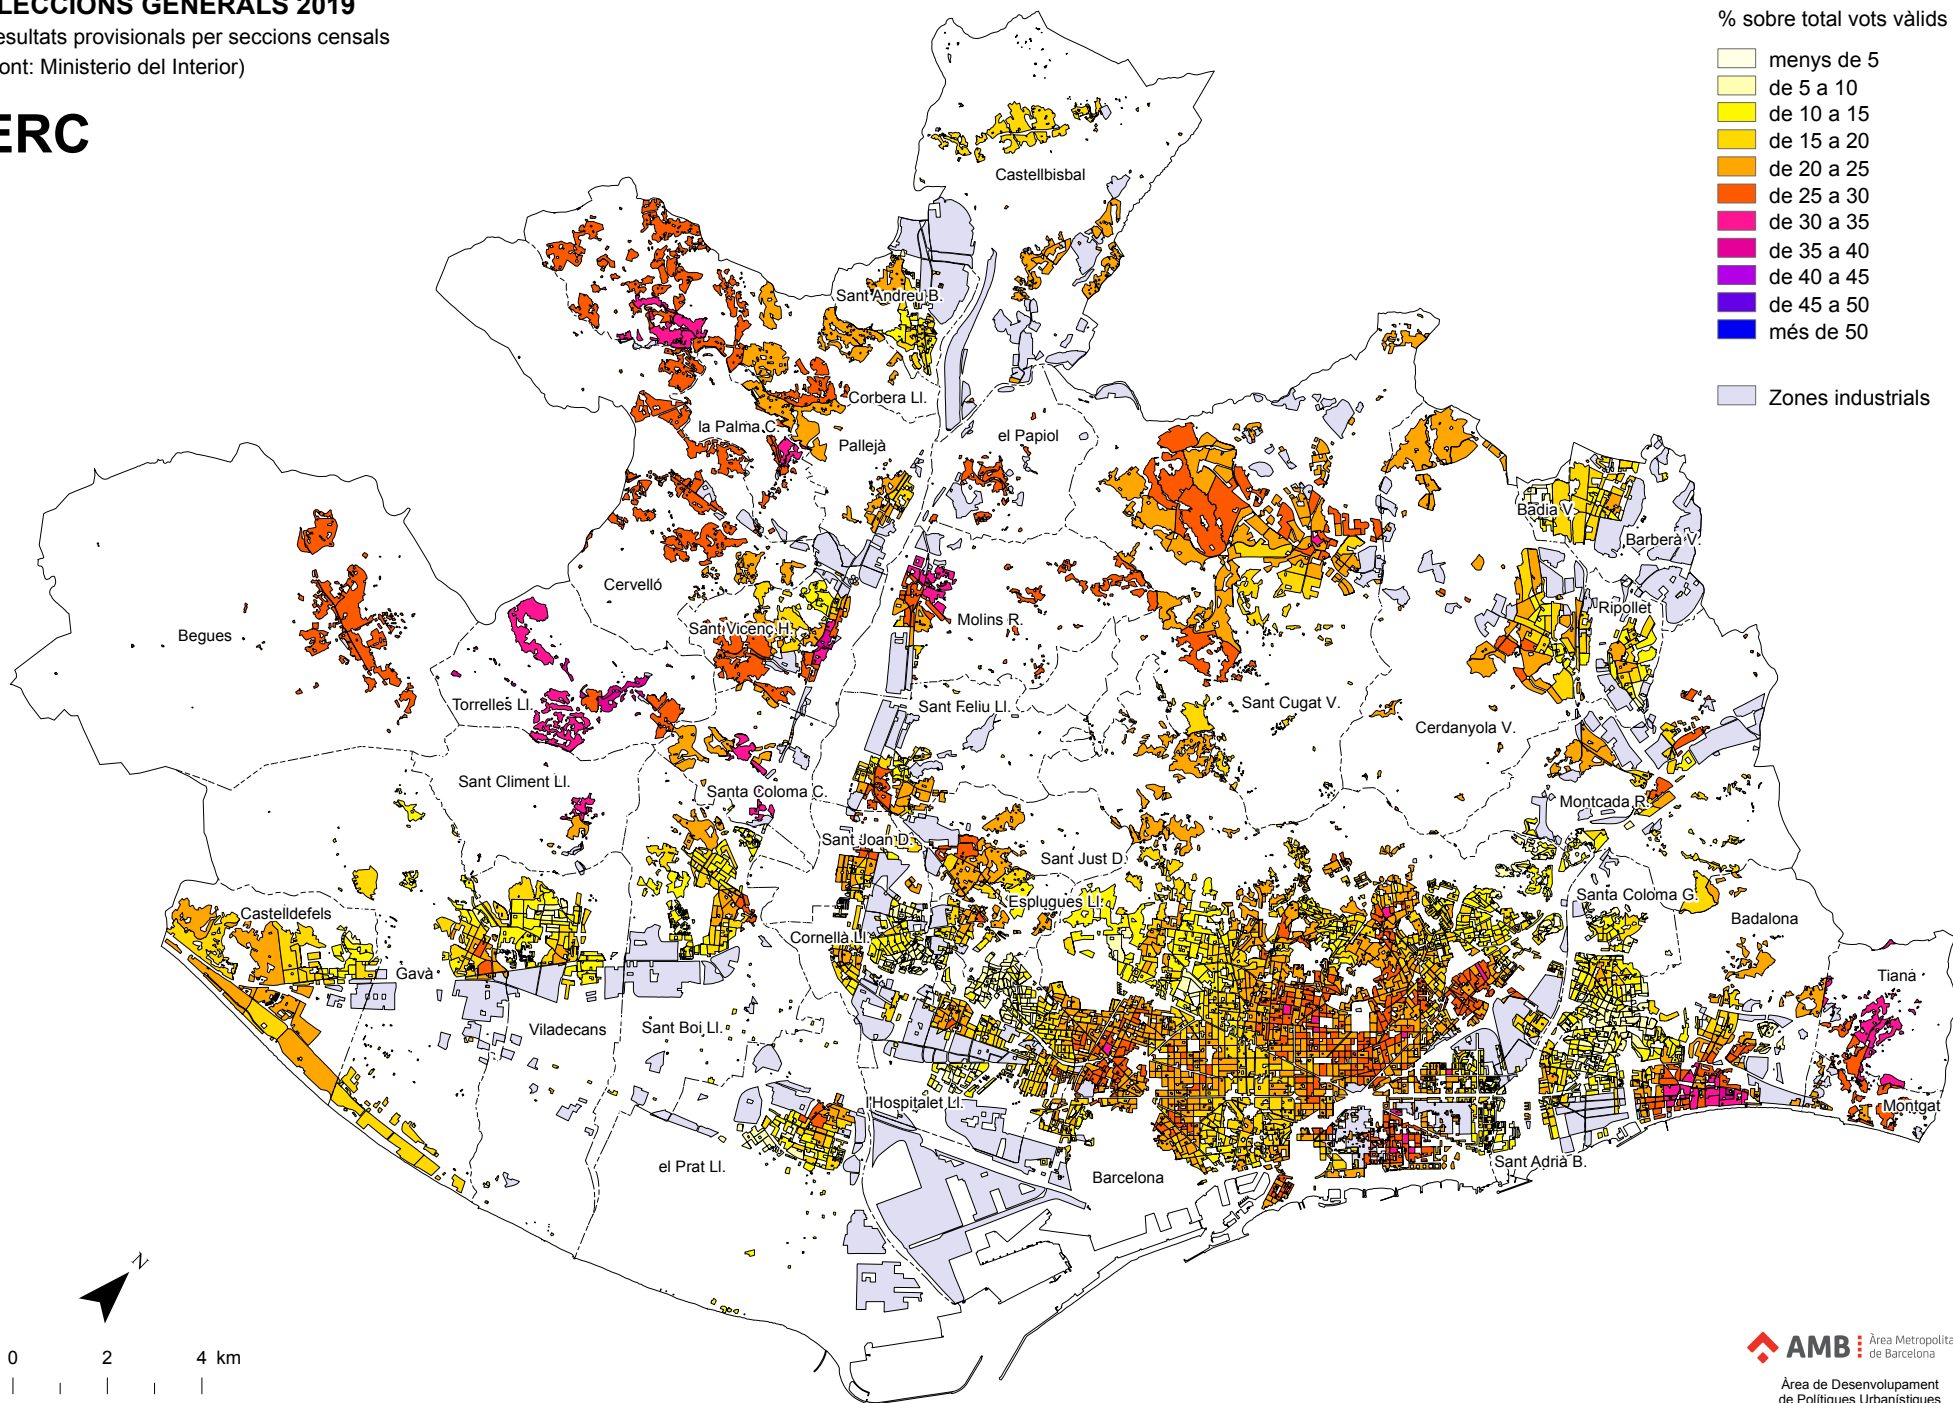 LECCIONS GENERALS 2019
esultats provisionals per seccions censals
ont: Ministerio del Interior)
ERC
% sobre total vots vàlids
menys de 5
de 5 a 10
de 10 a 15
de 15 a 20
de 20 a 25
de 25 a 30
de 30 a 35
de 35 a 40
de 40 a 45
de 45 a 50
més de 50
Zones industrials
Castellbisbal
Sant Andreu B.
Corbera Ll.
la Palma C.
Pallejà
el Papiol
Badia V.
Barberà V.
Cervelló
Begues
Sant Vicenç H.
Molins R.
Ripollet
Torrelles Ll.
Sant Feliu Ll.
Sant Cugat V.
Cerdanyola V.
Sant Climent Ll.
Santa Coloma C.
Montcada R.
Sant Joan D.
Sant Just D.
Santa Coloma G.
Esplugues Ll.
Castelldefels
Badalona
Cornellà Ll.
Gavà
Tiana
Viladecans
Sant Boi Ll.
l'Hospitalet Ll.
Montgat
el Prat Ll.
Barcelona
Sant Adrià B.
N
0 2 4 km
AMB Àrea Metropolita
de Barcelona
Àrea de Desenvolupament
de Polítiques Urbanístiques